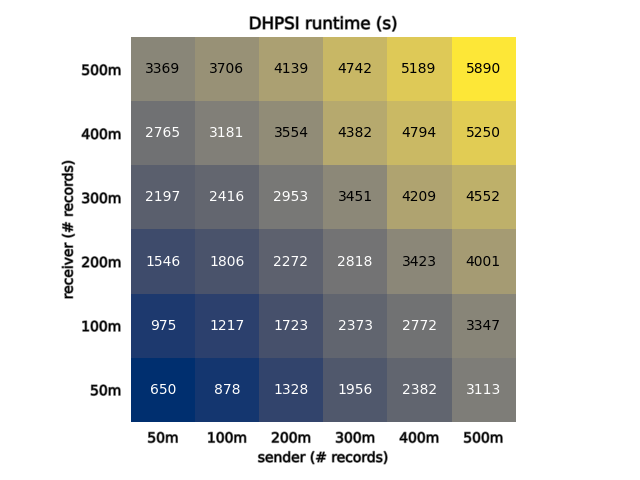 DHPSI runtime (s)
500m 3369 3706 4139 4742 5189 5890
400m 2765 3181 3554 4382 4794 5250
300m 2197 2416 2953 3451 4209 4552
200m 1546 1806 2272 2818 3423 4001
100m 975 1217 1723 2373 2772 3347
50m 650 878 1328 1956 2382 3113
50m 100m 200m 300m 400m 500m
sender (# records)
receiver (# records)